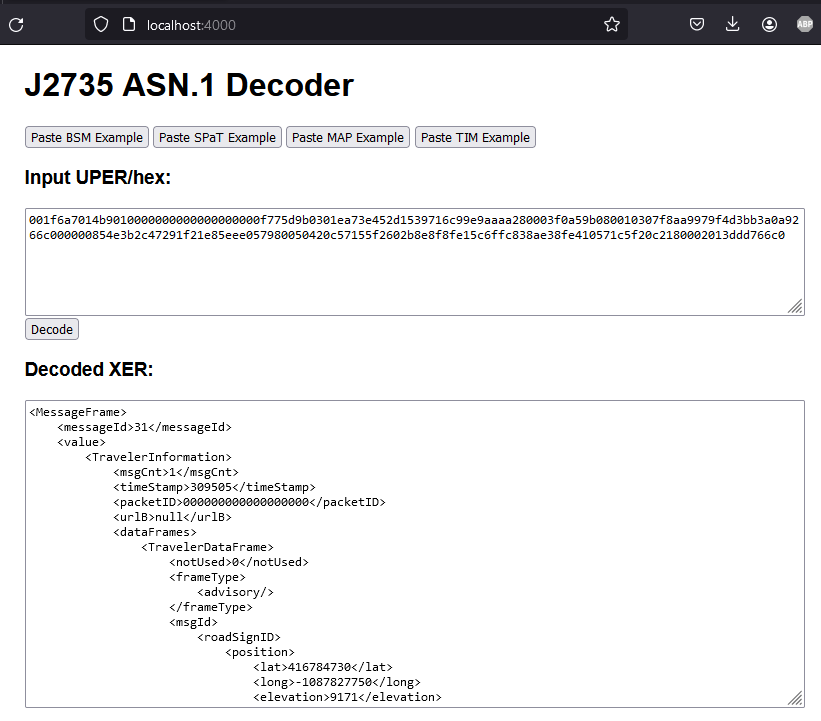 localhost:4000
ABP
J2735 ASN.1 Decoder
Paste BSM Example Paste SPaT Example Paste MAP Example Paste TIM Example
Input UPER/hex:
001f6a7014b9010000000000000000000f775d9b0301ea73e452d1539716c99e9aaaa280003f0a59b080010307f8aa9979f4d3bb3a0a92
66c000000854e3b2c47291f21e85eee057980050420c57155f2602b8e8f8fe15c6ffc838ae38fe410571c5f20c2180002013ddd766c0
Decode
Decoded XER:
<MessageFrame>
    <messageId>31</messageId>
    <value>
        <TravelerInformation>
            <msgCnt>1</msgCnt>
            <timeStamp>309505</timeStamp>
            <packetID>000000000000000000</packetID>
            <urlB>null</urlB>
            <dataFrames>
                <TravelerDataFrame>
                    <notUsed>0</notUsed>
                    <frameType>
                        <advisory/>
                    </frameType>
                    <msgId>
                        <roadSignID>
                            <position>
                                <lat>416784730</lat>
                                <long>-1087827750</long>
                                <elevation>9171</elevation>